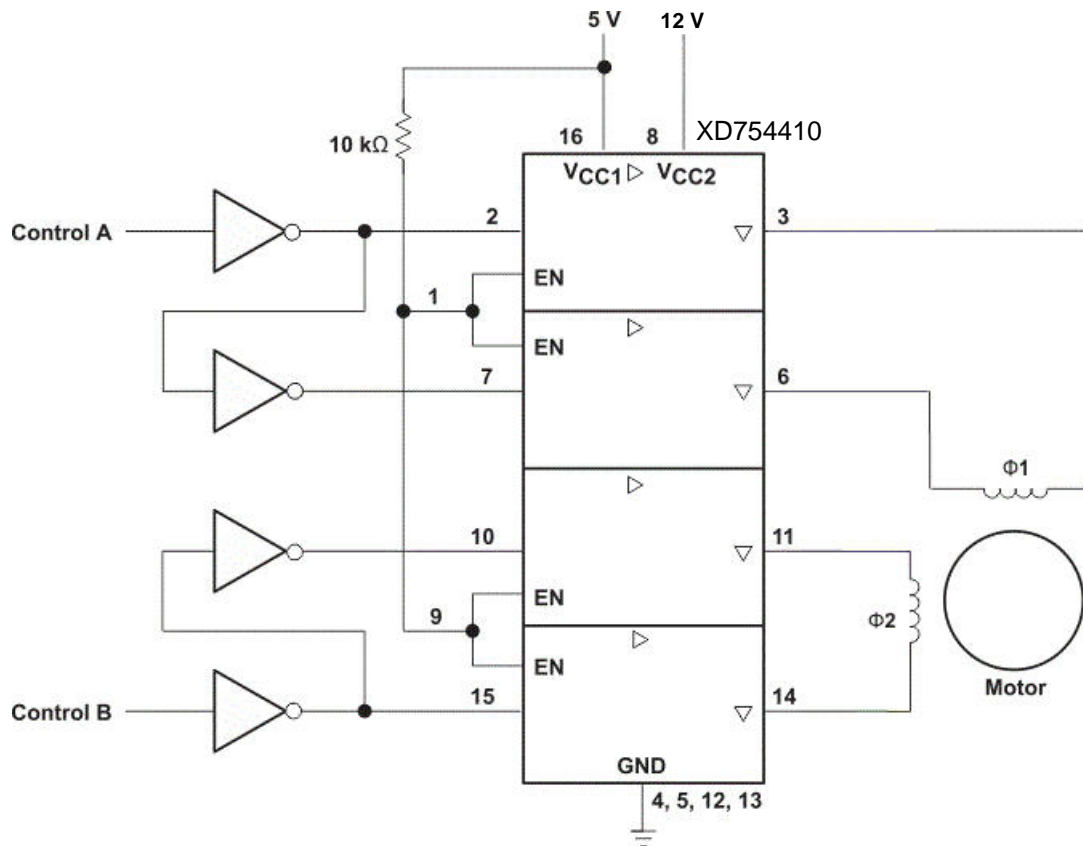 5 V
12 V
XD754410
16
8
10 kΩ
VCC1
VCC2
Control A
2
3
EN
1
EN
7
6
Φ1
10
11
EN
9
Φ2
EN
Motor
Control B
15
14
GND
4, 5, 12, 13